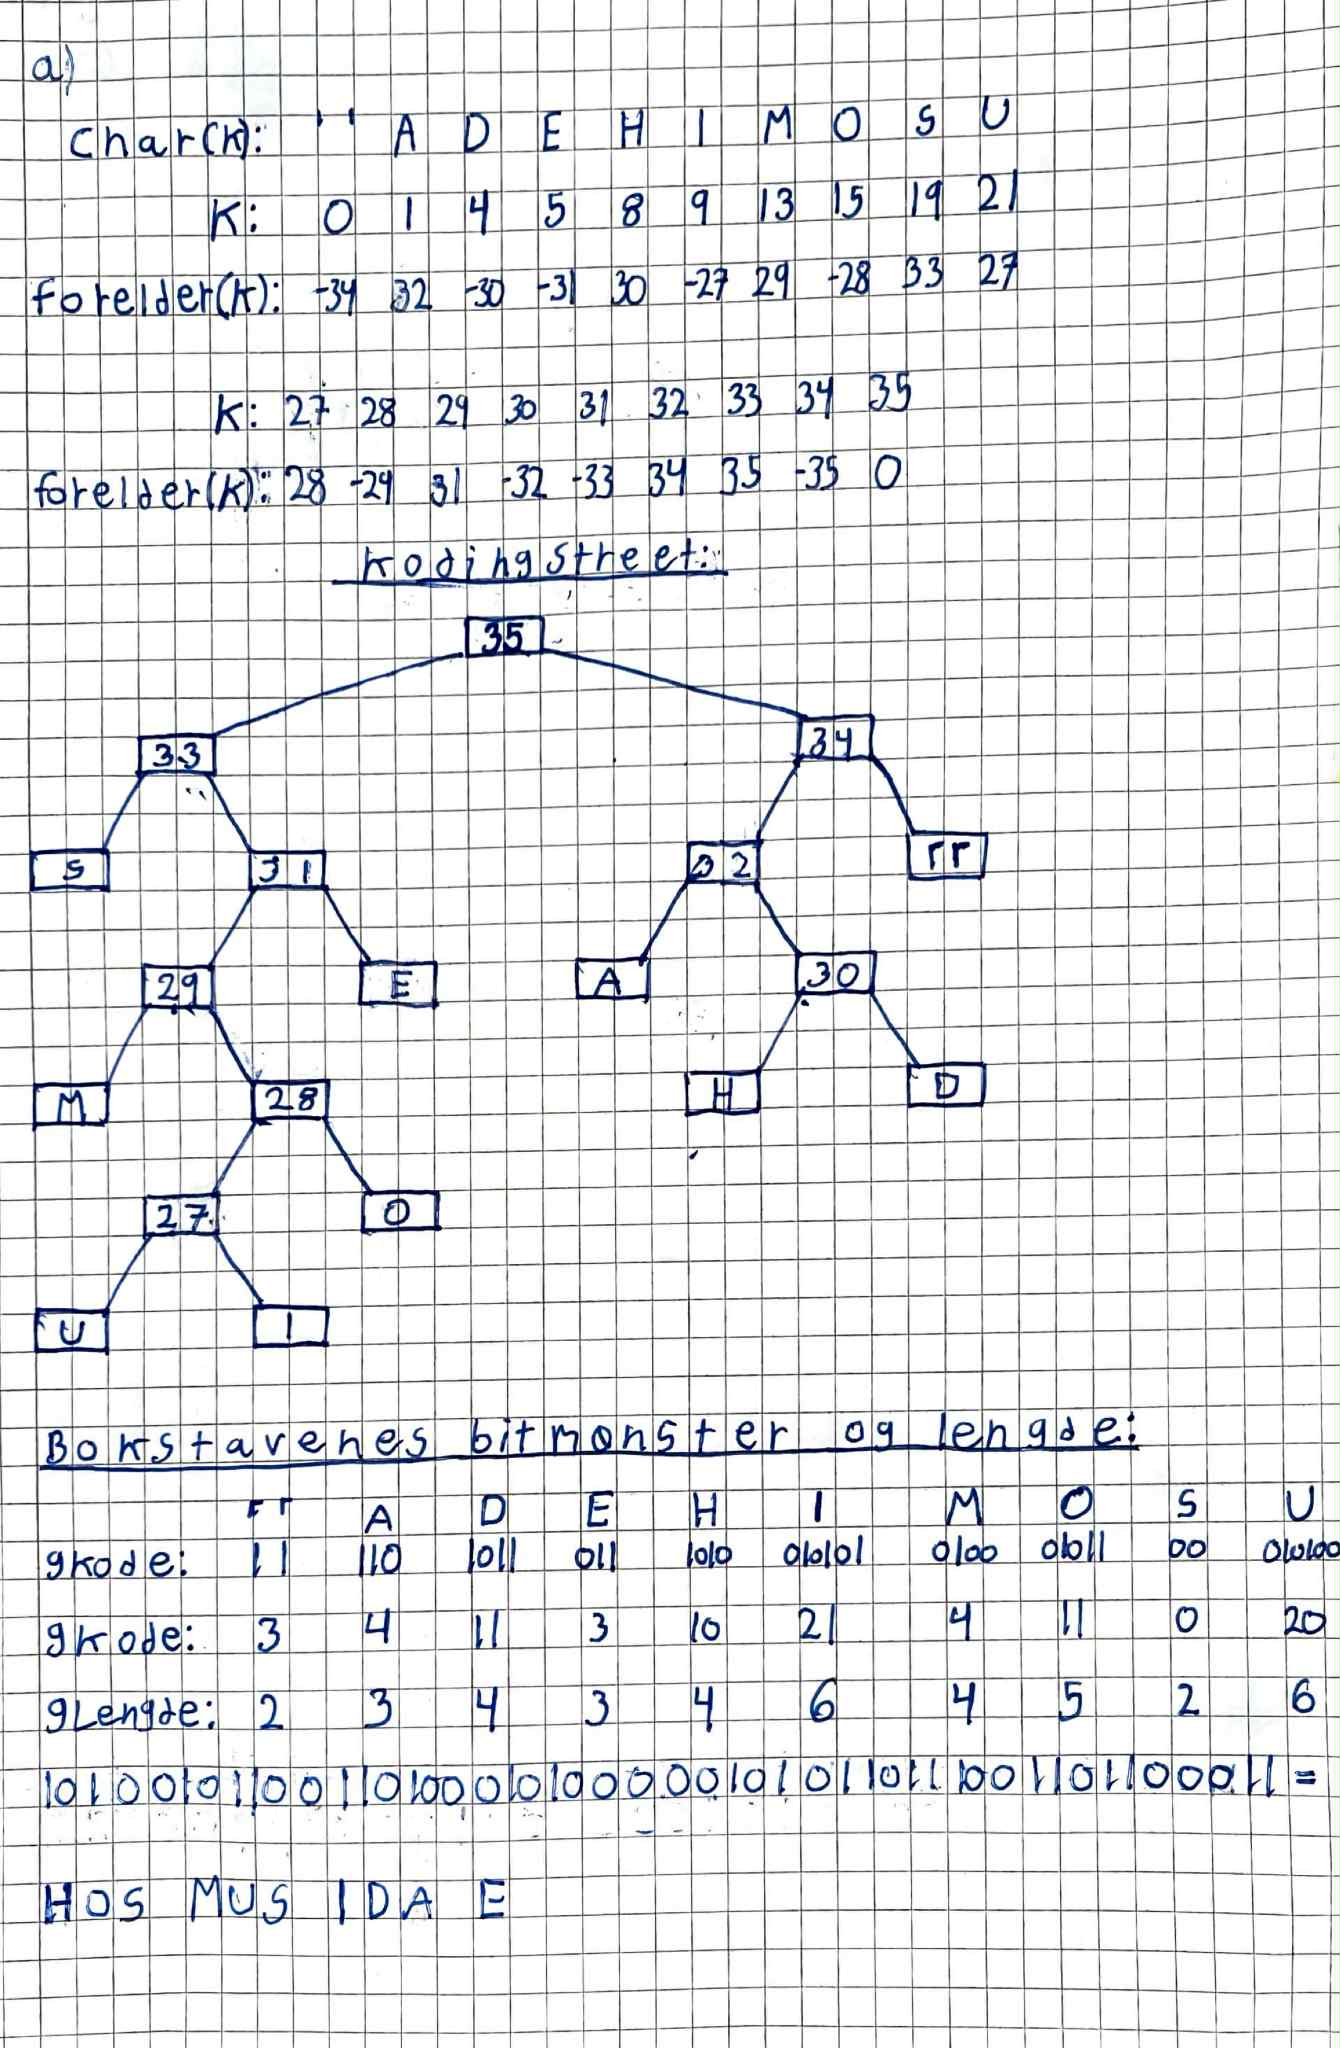 a)
Char(K): ' ' A D E H I M O S U
K: 0 1 4 5 8 9 13 15 19 21
forelder(K): -34 32 -30 -31 30 -27 29 -28 33 27
K: 27 28 29 30 31 32 33 34 35
forelder(K): 28 -29 31 -32 -33 34 35 -35 0
Kodingstreet:
35
33 34
S 31 32 ' '
29 E A 30
M 28 H D
27 O
U I
Bokstavenes bitmønster og lengde:
' ' A D E H I M O S U
gkode: 11 110 1011 011 1010 010101 0100 01011 00 010100
gkode: 3 4 11 3 10 21 4 11 0 20
gLengde: 2 3 4 3 4 6 4 5 2 6
HOS MUS IDA E